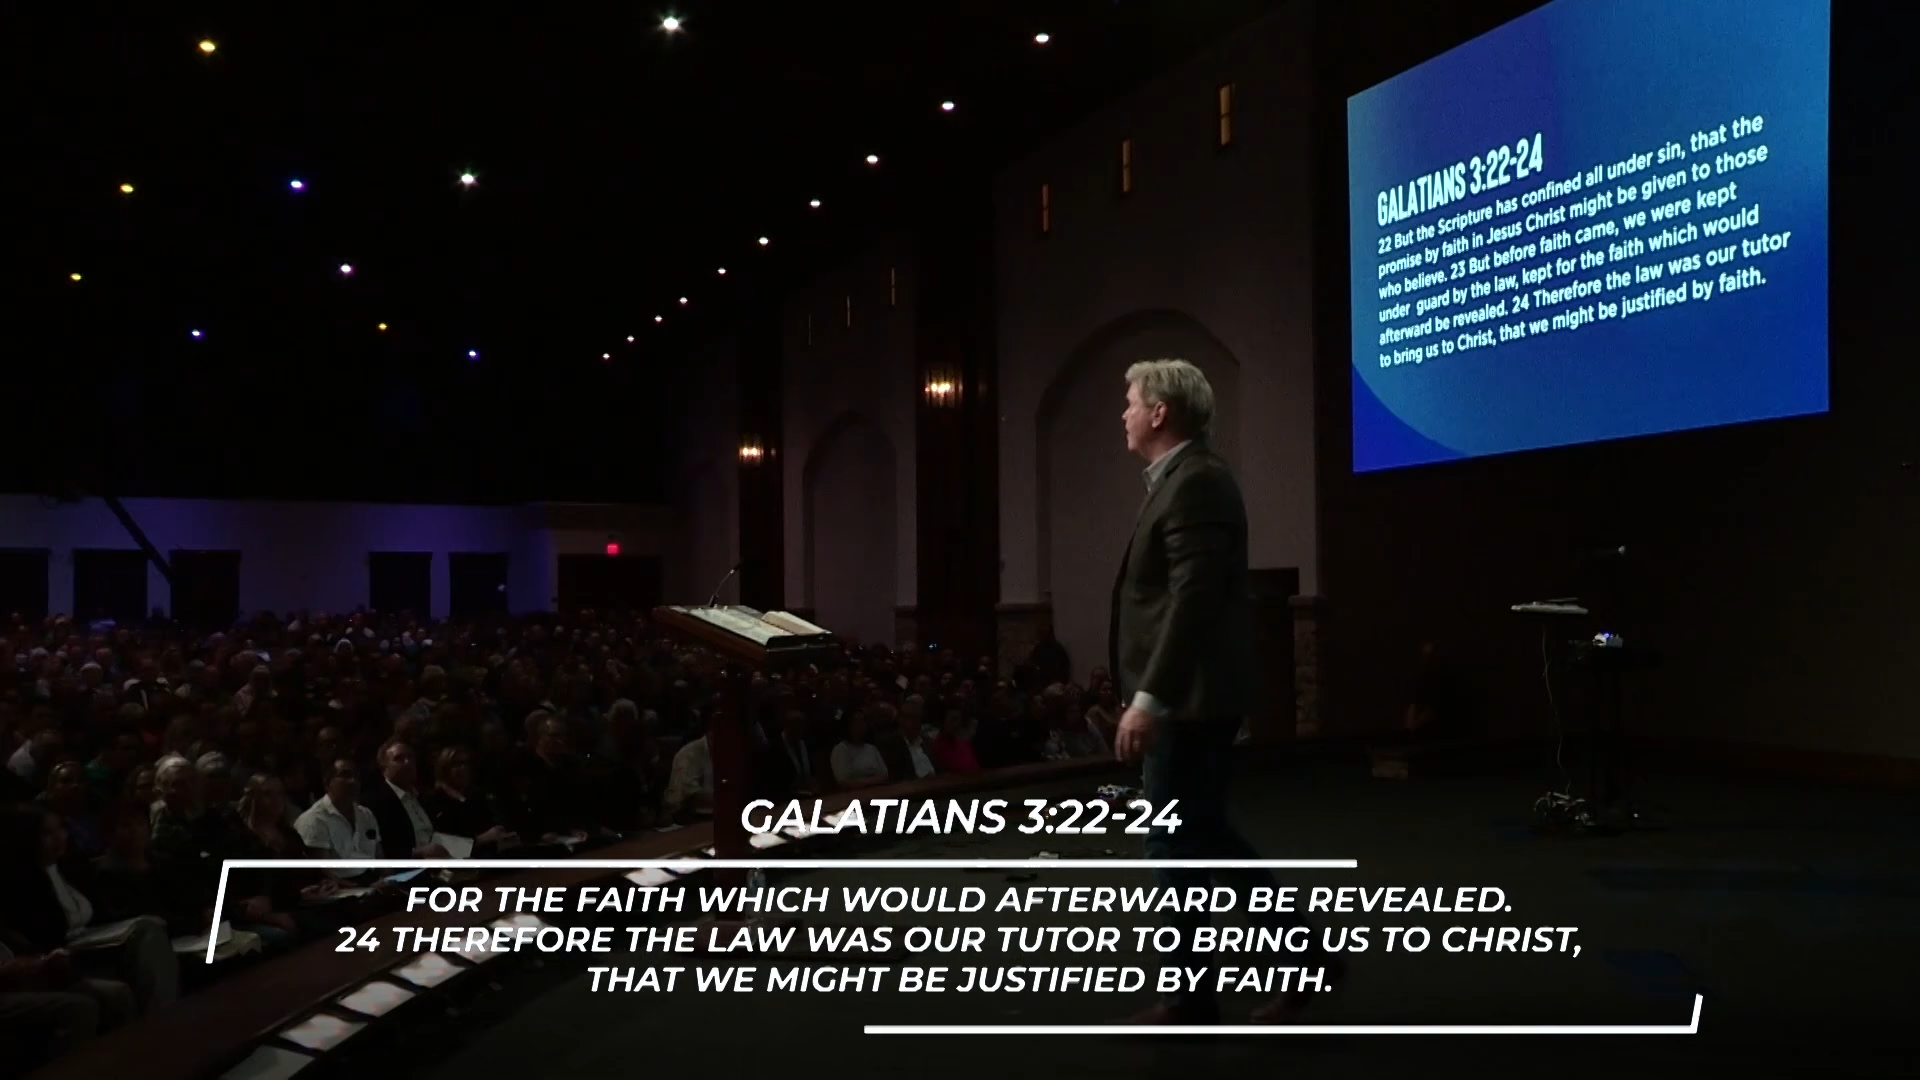 GALATIANS 3:22-24
22 But the Scripture has confined all under sin, that the
promise by faith in Jesus Christ might be given to those
who believe. 23 But before faith came, we were kept
under guard by the law, kept for the faith which would
afterward be revealed. 24 Therefore the law was our tutor
to bring us to Christ, that we might be justified by faith.
GALATIANS 3:22-24
FOR THE FAITH WHICH WOULD AFTERWARD BE REVEALED.
24 THEREFORE THE LAW WAS OUR TUTOR TO BRING US TO CHRIST,
THAT WE MIGHT BE JUSTIFIED BY FAITH.